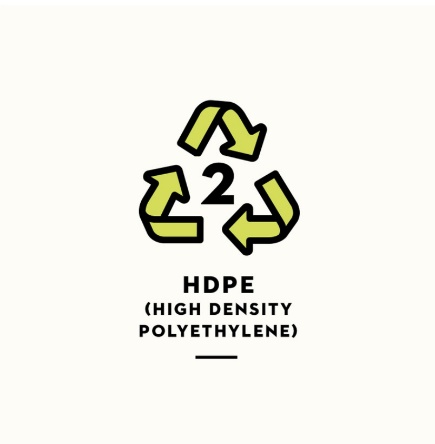 2
HDPE
(HIGH DENSITY
POLYETHYLENE)